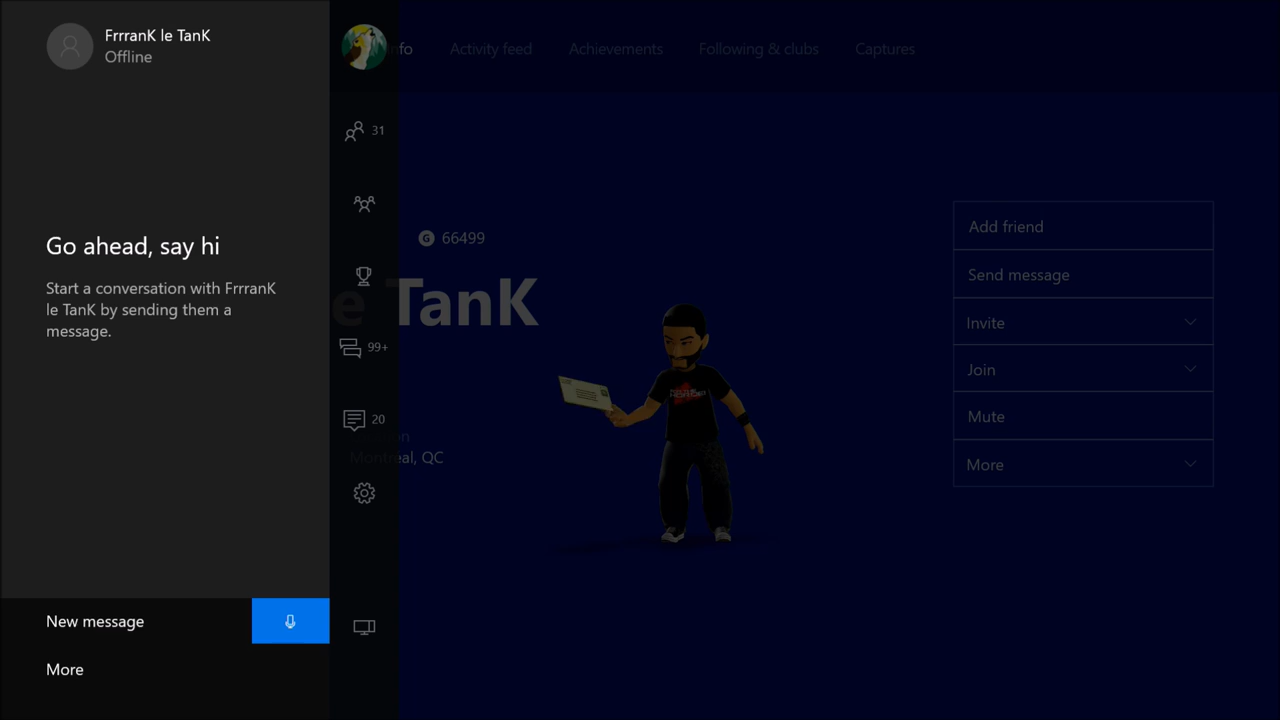 FrrranK le TanK
Offline
Go ahead, say hi
Start a conversation with FrrranK
le TanK by sending them a
message.
New message
More
31
99+
20
nfo
Activity feed
Achievements
Following & clubs
Captures
G 66499
e TanK
Montreal, QC
Add friend
Send message
Invite
Join
Mute
More